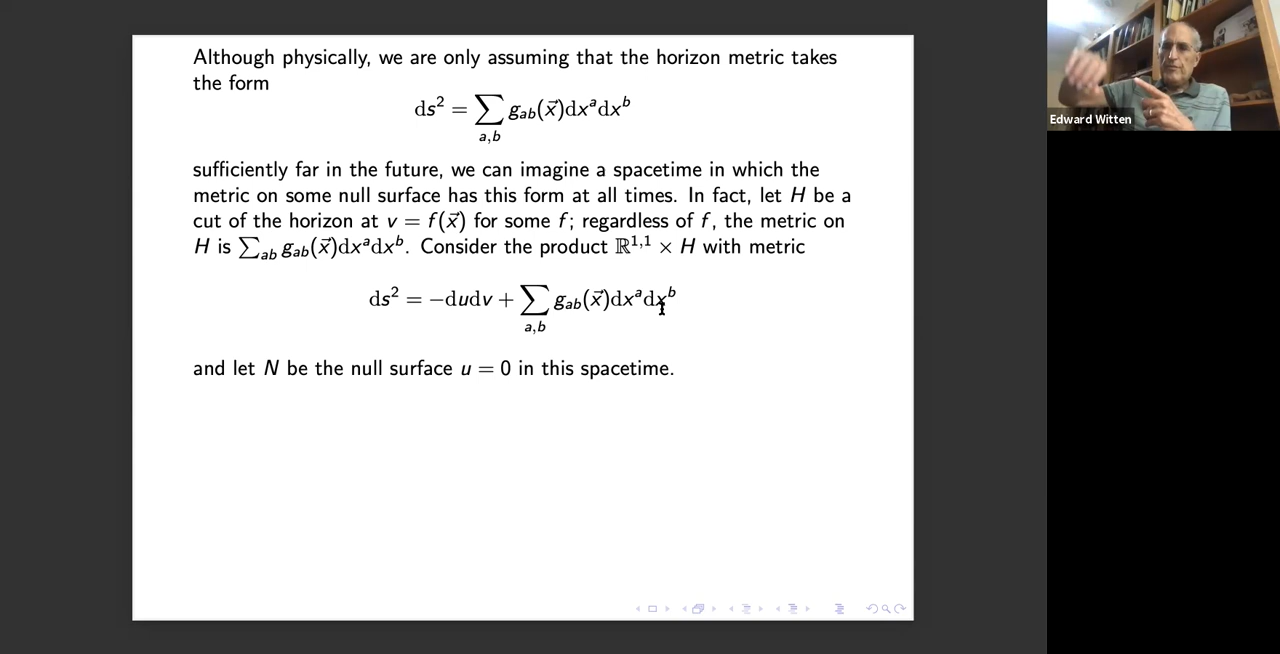 Although physically, we are only assuming that the horizon metric takes
the form
ds² = ∑_{a,b} g_{ab}(x⃗)dx^a dx^b
sufficiently far in the future, we can imagine a spacetime in which the
metric on some null surface has this form at all times. In fact, let H be a
cut of the horizon at v = f(x⃗) for some f; regardless of f, the metric on
H is ∑_{ab} g_{ab}(x⃗)dx^a dx^b. Consider the product ℝ^{1,1} × H with metric
ds² = −dudv + ∑_{a,b} g_{ab}(x⃗)dx^a dx^b
and let N be the null surface u = 0 in this spacetime.
Edward Witten